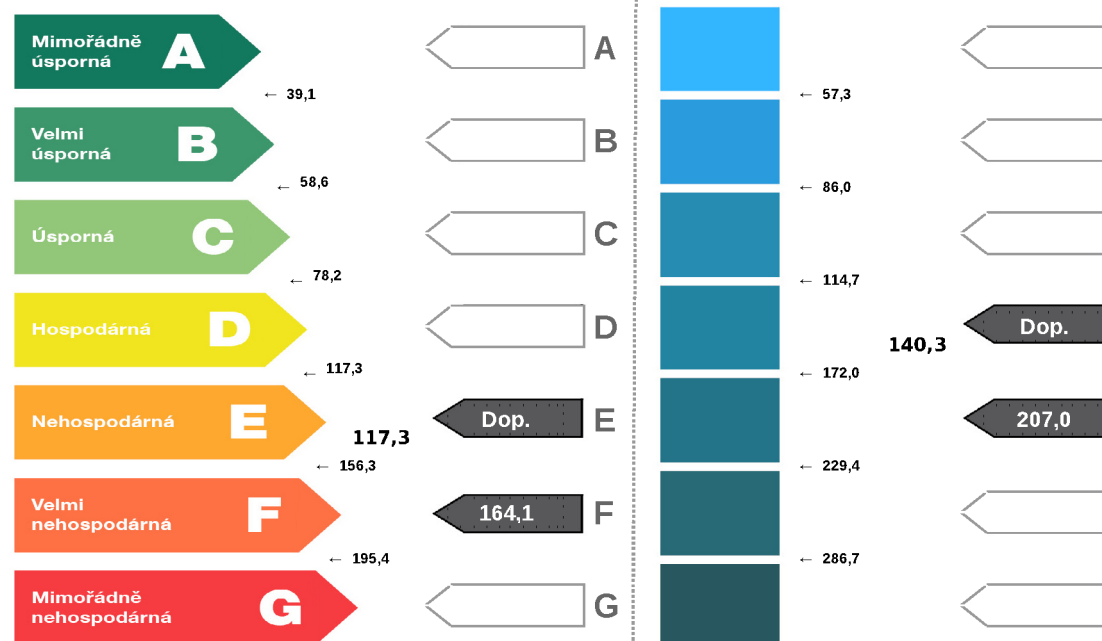 Mimořádně
úsporná
A
A
39,1
57,3
Velmi
úsporná
B
B
58,6
86,0
Úsporná
C
C
78,2
114,7
Hospodárná
D
D
140,3
Dop.
117,3
172,0
Nehospodárná
E
117,3
Dop.
E
207,0
156,3
229,4
Velmi
nehospodárná
F
164,1
F
195,4
286,7
Mimořádně
nehospodárná
G
G